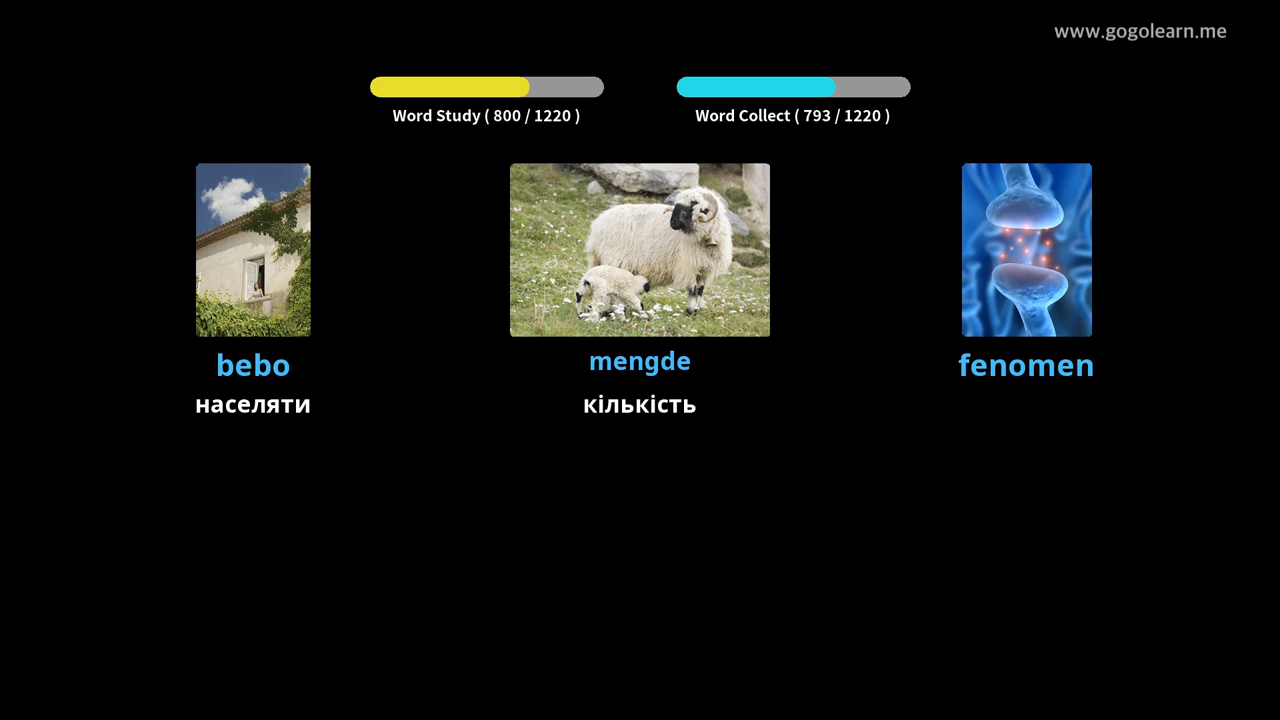 www.gogolearn.me
Word Study ( 800 / 1220 )
Word Collect ( 793 / 1220 )
bebo
населяти
mengde
кількість
fenomen